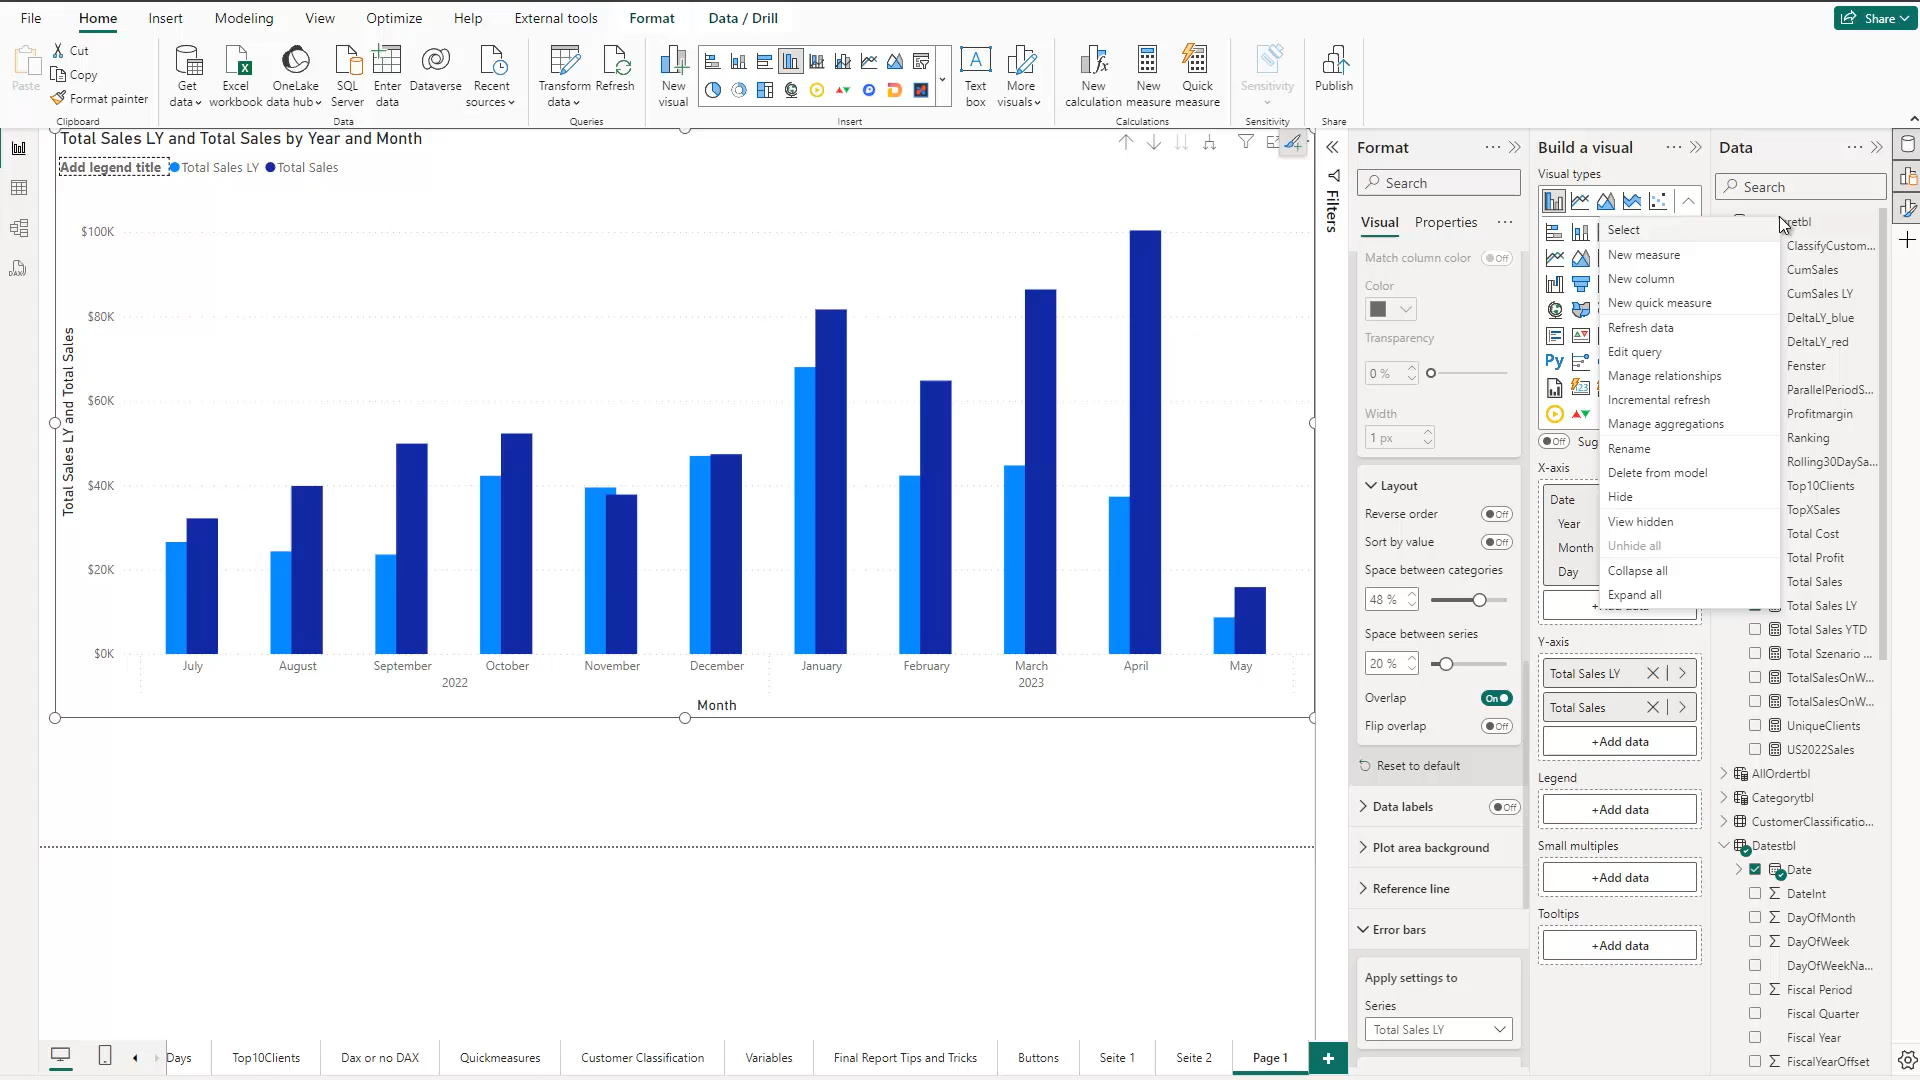 File
Home
Insert
Modeling
View
Optimize
Help
External tools
Format
Data / Drill
Share
Paste
Cut
Copy
Format painter
Clipboard
Get data
Excel workbook
OneLake data hub
SQL Server
Enter data
Dataverse
Recent sources
Data
Transform data
Refresh
Queries
New visual
Text box
More visuals
Insert
New calculation
New measure
Quick measure
Calculations
Sensitivity
Sensitivity
Publish
Share
Total Sales LY and Total Sales by Year and Month
Add legend title
Total Sales LY
Total Sales
Total Sales LY and Total Sales
$100K
$80K
$60K
$40K
$20K
$0K
July
August
September
October
November
December
January
February
March
April
May
2022
2023
Month
Filters
Format
Search
Visual
Properties
Match column color
Off
Color
Transparency
0 %
Width
1 px
Layout
Reverse order
Off
Sort by value
Off
Space between categories
48 %
Space between series
20 %
Overlap
On
Flip overlap
Off
Reset to default
Data labels
Off
Plot area background
Reference line
Error bars
Apply settings to
Series
Total Sales LY
Build a visual
Visual types
Py
123
Off
Sug
X-axis
Date
Year
Month
Day
Y-axis
Total Sales LY
Total Sales
+Add data
Legend
+Add data
Small multiples
+Add data
Tooltips
+Add data
Select
New measure
New column
New quick measure
Refresh data
Edit query
Manage relationships
Incremental refresh
Manage aggregations
Rename
Delete from model
Hide
View hidden
Unhide all
Collapse all
Expand all
Data
Search
ClassifyCustom...
CumSales
CumSales LY
DeltaLY_blue
DeltaLY_red
Fenster
ParallelPeriodS...
Profitmargin
Ranking
Rolling30DaySa...
Top10Clients
TopXSales
Total Cost
Total Profit
Total Sales
Total Sales LY
Total Sales YTD
Total Szenario ...
TotalSalesOnW...
TotalSalesOnW...
UniqueClients
US2022Sales
AllOrdertbl
Categorytbl
CustomerClassificatio...
Datestbl
Date
DateInt
DayOfMonth
DayOfWeek
DayOfWeekNa...
Fiscal Period
Fiscal Quarter
Fiscal Year
FiscalYearOffset
Days
Top10Clients
Dax or no DAX
Quickmeasures
Customer Classification
Variables
Final Report Tips and Tricks
Buttons
Seite 1
Seite 2
Page 1